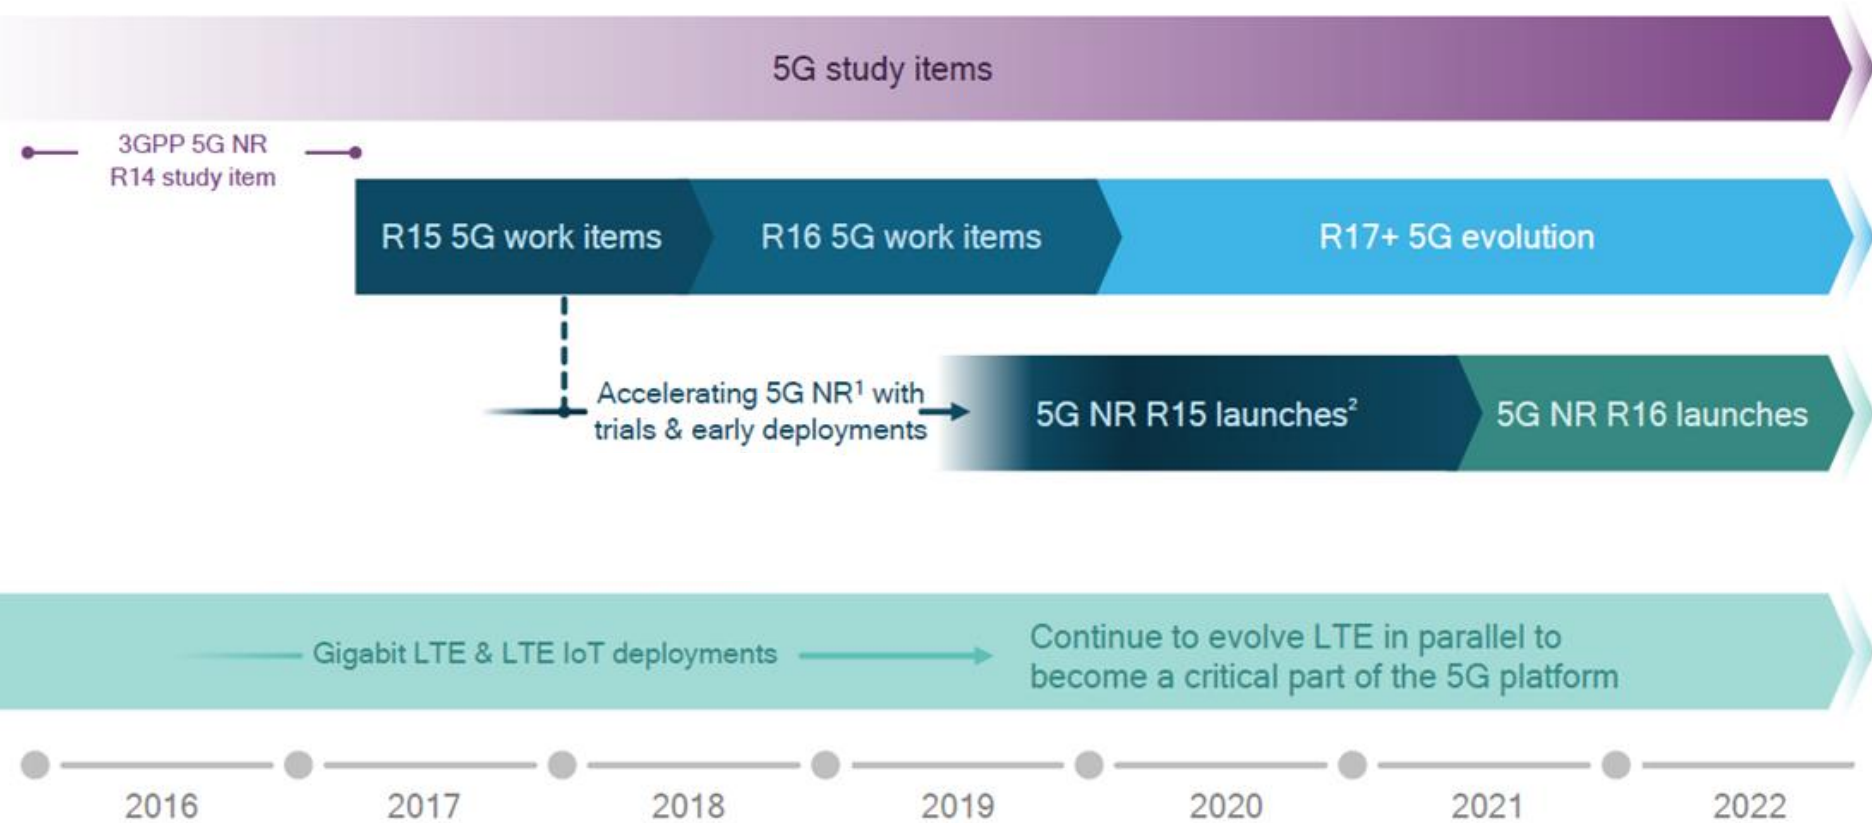 5G study items
3GPP 5G NR
R14 study item
R15 5G work items
R16 5G work items
R17+ 5G evolution
Accelerating 5G NR¹ with
trials & early deployments
5G NR R15 launches²
5G NR R16 launches
Gigabit LTE & LTE IoT deployments
Continue to evolve LTE in parallel to
become a critical part of the 5G platform
2016
2017
2018
2019
2020
2021
2022